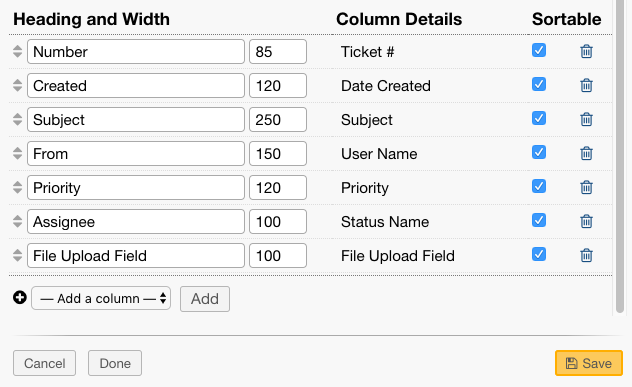 Heading and Width Column Details Sortable
Number 85 Ticket #
Created 120 Date Created
Subject 250 Subject
From 150 User Name
Priority 120 Priority
Assignee 100 Status Name
File Upload Field 100 File Upload Field
— Add a column — Add
Cancel Done Save